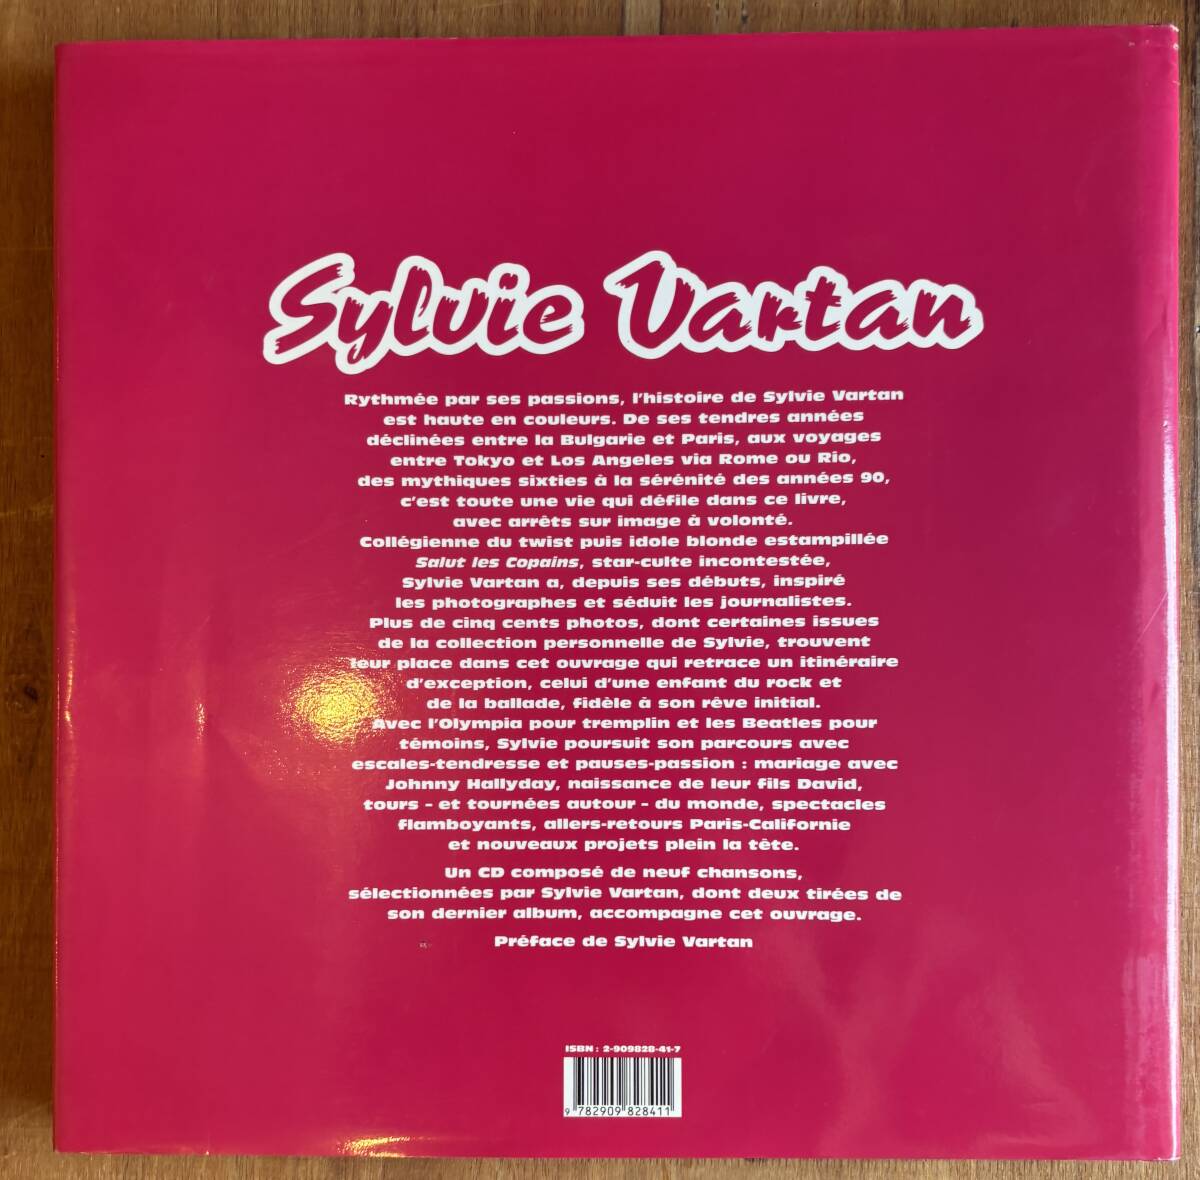 Sylvie Vartan
Rythmée par ses passions, l'histoire de Sylvie Vartan
est haute en couleurs. De ses tendres années
déclinées entre la Bulgarie et Paris, aux voyages
entre Tokyo et Los Angeles via Rome ou Rio,
des mythiques sixties à la sérénité des années 90,
c'est toute une vie qui défile dans ce livre,
avec arrêts sur image à volonté.
Collégienne du twist puis idole blonde estampillée
Salut les Copains, star-culte incontestée,
Sylvie Vartan a, depuis ses débuts, inspiré
les photographes et séduit les journalistes.
Plus de cinq cents photos, dont certaines issues
de la collection personnelle de Sylvie, trouvent
leur place dans cet ouvrage qui retrace un itinéraire
d'exception, celui d'une enfant du rock et
de la ballade, fidèle à son rêve initial.
Avec l'Olympia pour tremplin et les Beatles pour
témoins, Sylvie poursuit son parcours avec
escales-tendresse et pauses-passion : mariage avec
Johnny Hallyday, naissance de leur fils David,
tours - et tournées autour - du monde, spectacles
flamboyants, allers-retours Paris-Californie
et nouveaux projets plein la tête.
Un CD composé de neuf chansons,
sélectionnées par Sylvie Vartan, dont deux tirées de
son dernier album, accompagne cet ouvrage.
Préface de Sylvie Vartan
ISBN : 2-909828-41-7
9 782909 828411